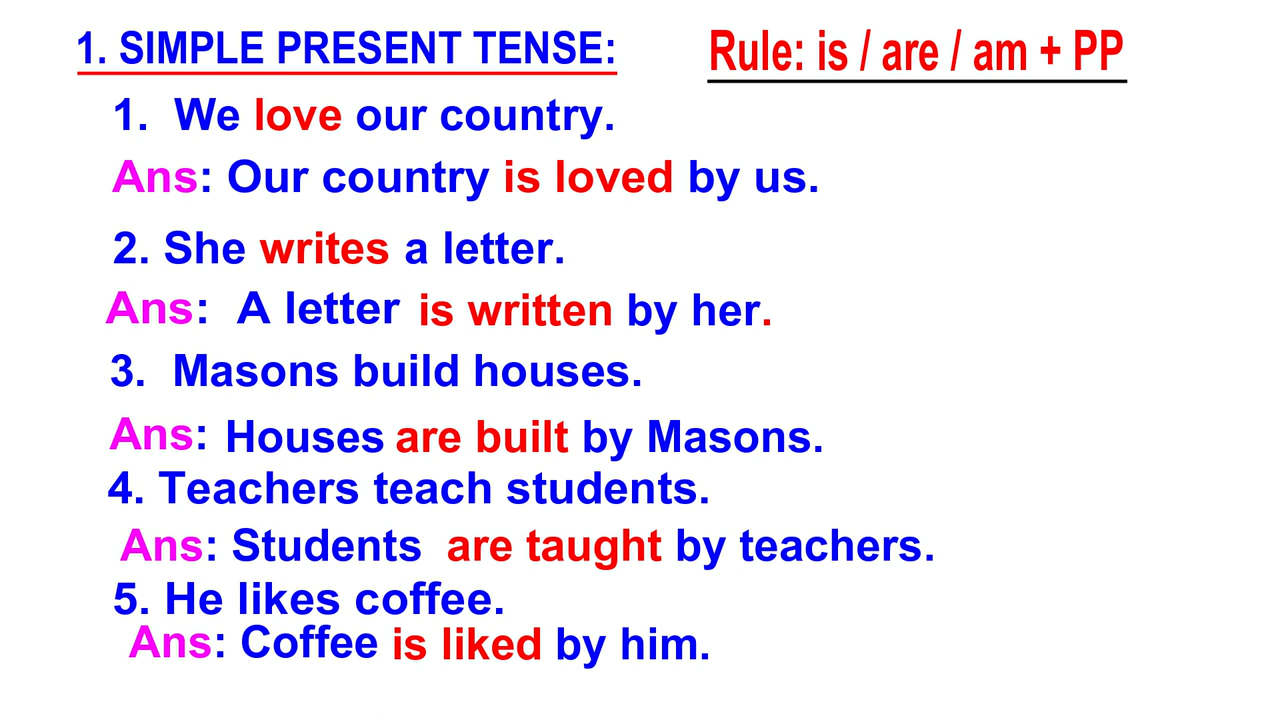 1. SIMPLE PRESENT TENSE: Rule: is / are / am + PP
1. We love our country.
Ans: Our country is loved by us.
2. She writes a letter.
Ans: A letter is written by her.
3. Masons build houses.
Ans: Houses are built by Masons.
4. Teachers teach students.
Ans: Students are taught by teachers.
5. He likes coffee.
Ans: Coffee is liked by him.